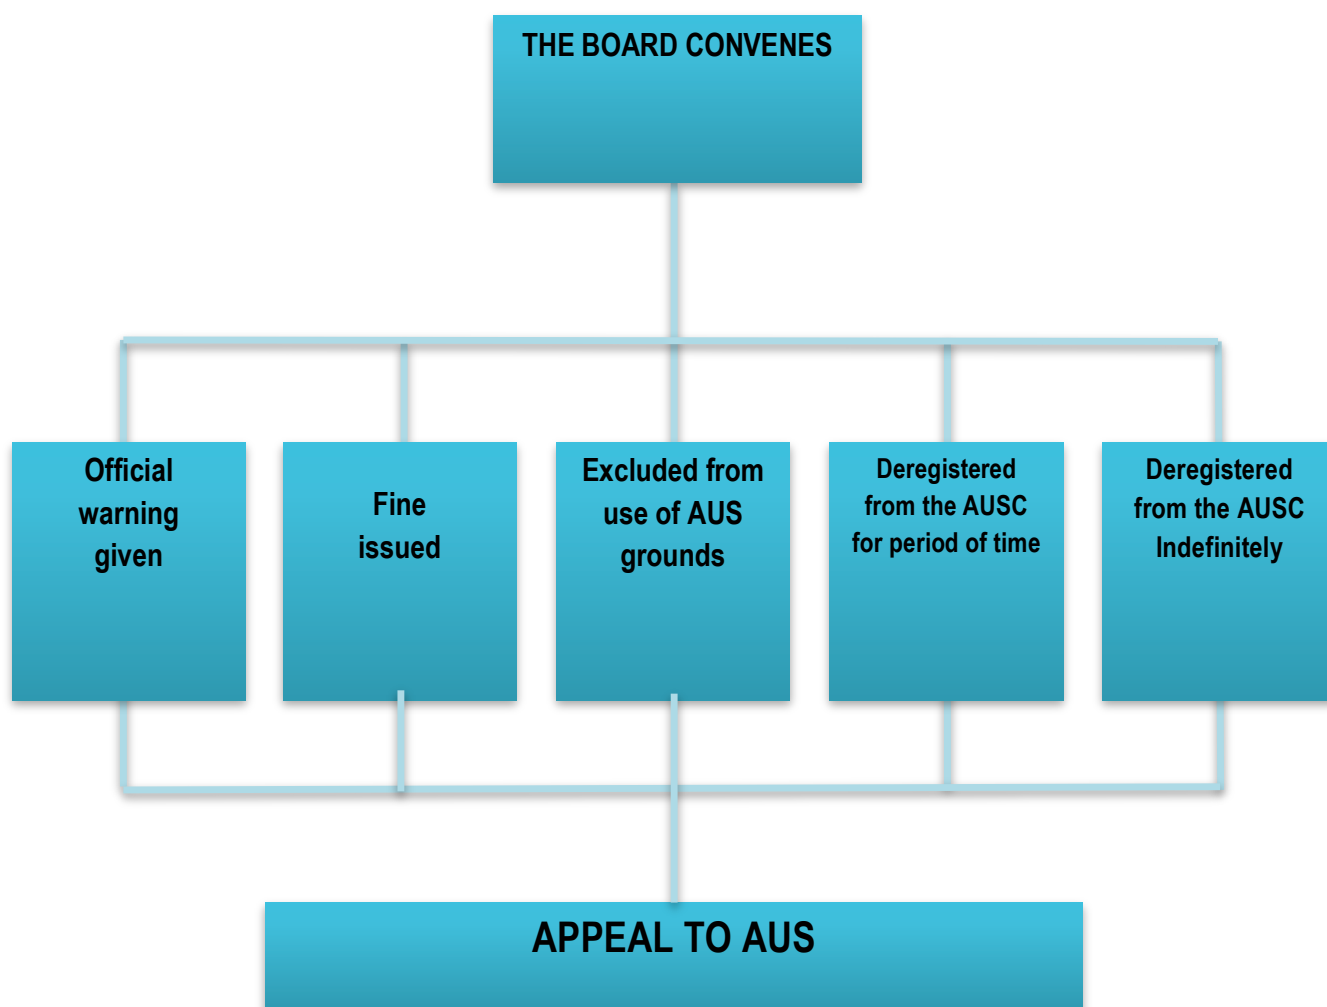 THE BOARD CONVENES
Official
warning
given
Fine
issued
Excluded from
use of AUS
grounds
Deregistered
from the AUSC
for period of time
Deregistered
from the AUSC
Indefinitely
APPEAL TO AUS